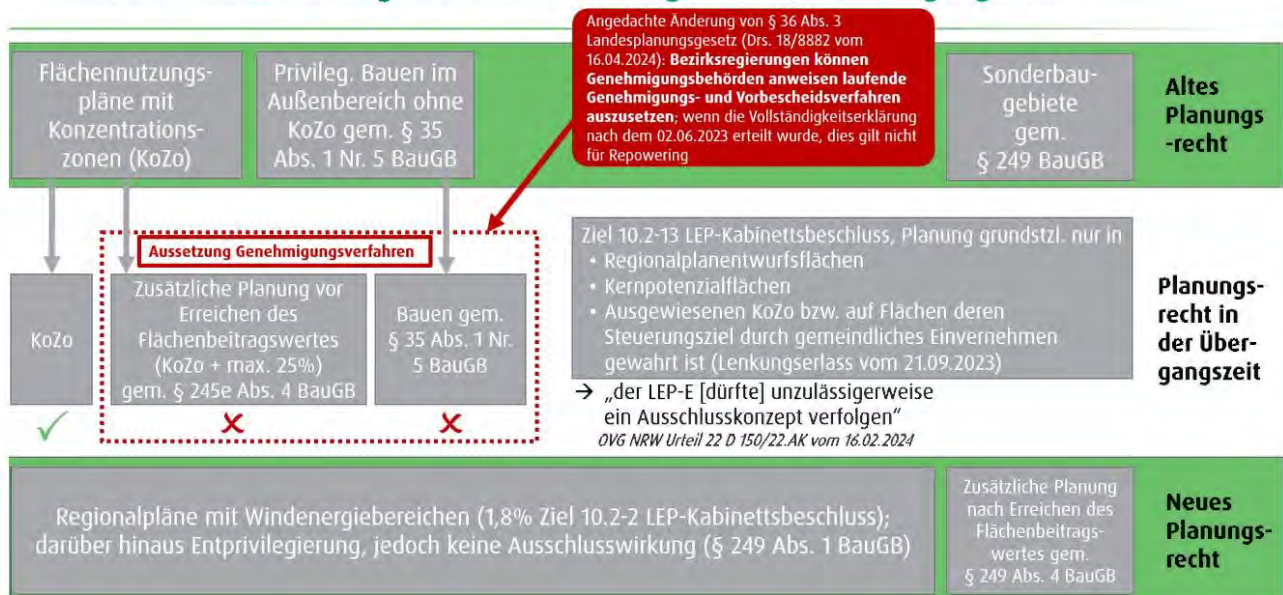 Flächennutzungs-
pläne mit
Konzentrations-
zonen (KoZo)
Privileg. Bauen im
Außenbereich ohne
KoZo gem. § 35
Abs. 1 Nr. 5 BauGB
Angedachte Änderung von § 36 Abs. 3
Landesplanungsgesetz (Drs. 18/8882 vom
16.04.2024): Bezirksregierungen können
Genehmigungsbehörden anweisen laufende
Genehmigungs- und Vorbescheidsverfahren
auszusetzen; wenn die Vollständigkeitserklärung
nach dem 02.06.2023 erteilt wurde, dies gilt nicht
für Repowering
Sonderbau-
gebiete
gem.
§ 249 BauGB
Altes
Planungs
-recht
Aussetzung Genehmigungsverfahren
KoZo
Zusätzliche Planung vor
Erreichen des
Flächenbeitragswertes
(KoZo + max. 25%)
gem. § 245e Abs. 4 BauGB
Bauen gem.
§ 35 Abs. 1 Nr.
5 BauGB
Ziel 10.2-13 LEP-Kabinettsbeschluss, Planung grundstzl. nur in
• Regionalplanentwurfsflächen
• Kernpotenzialflächen
• Ausgewiesenen KoZo bzw. auf Flächen deren
Steuerungsziel durch gemeindliches Einvernehmen
gewahrt ist (Lenkungserlass vom 21.09.2023)
→ „der LEP-E [dürfte] unzulässigerweise
ein Ausschlusskonzept verfolgen“
OVG NRW Urteil 22 D 150/22.AK vom 16.02.2024
Planungs-
recht in
der Über-
gangszeit
Regionalpläne mit Windenergiebereichen (1,8% Ziel 10.2-2 LEP-Kabinettsbeschluss);
darüber hinaus Entprivilegierung, jedoch keine Ausschlusswirkung (§ 249 Abs. 1 BauGB)
Zusätzliche Planung
nach Erreichen des
Flächenbeitrags-
wertes gem.
§ 249 Abs. 4 BauGB
Neues
Planungs-
recht